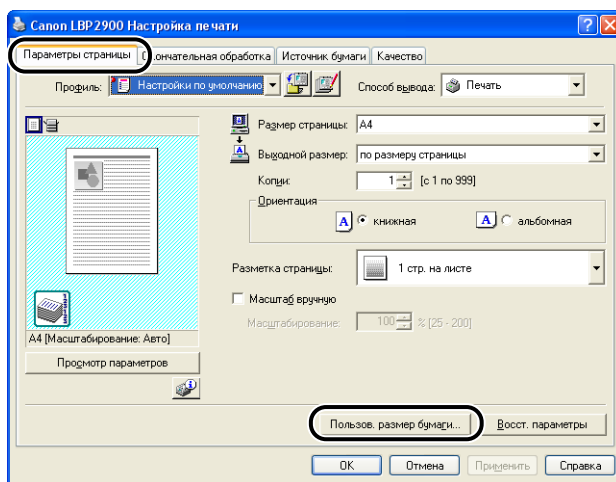 Canon LBP2900 Настройка печати
Параметры страницы
кончательная обработка
Источник бумаги
Качество
Профиль:
Настройки по умолчанию
Способ вывода:
Печать
Размер страницы:
A4
Выходной размер:
по размеру страницы
Копии:
1
[с 1 по 999]
Ориентация
A
книжная
A
альбомная
Разметка страницы:
1 стр. на листе
Масштаб вручную
Масштабирование:
100
% [25 - 200]
A4 [Масштабирование: Авто]
Просмотр параметров
Пользов. размер бумаги...
Восст. параметры
OK
Отмена
Применить
Справка